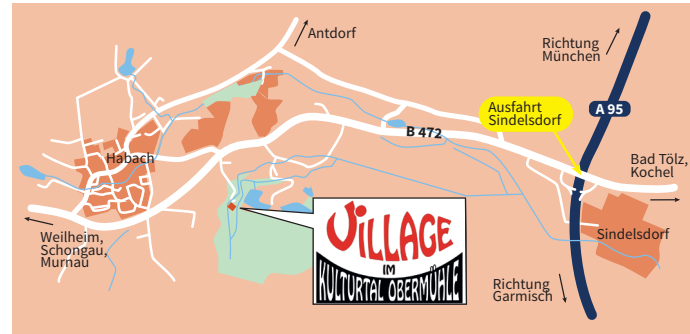 Antdorf
Richtung
München
Ausfahrt
Sindelsdorf
A 95
B 472
Habach
Bad Tölz,
Kochel
Weilheim,
Schongau,
Murnau
Sindelsdorf
VILLAGE
IM
KULTURTAL OBERMÜHLE
Richtung
Garmisch